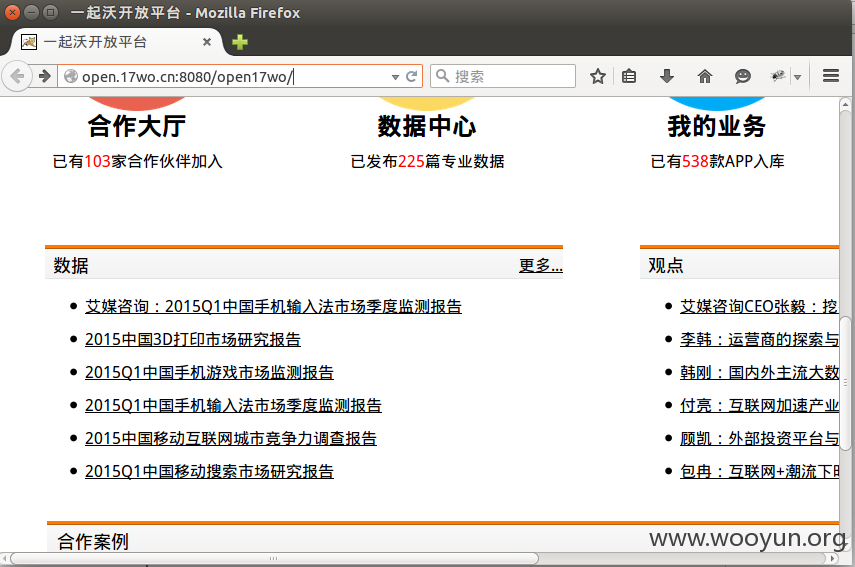 一起沃开放平台 - Mozilla Firefox
一起沃开放平台
open.17wo.cn:8080/open17wo/
搜索
合作大厅 数据中心 我的业务
已有103家合作伙伴加入 已发布225篇专业数据 已有538款APP入库
数据 更多... 观点
艾媒咨询：2015Q1中国手机输入法市场季度监测报告 艾媒咨询CEO张毅：挖
2015中国3D打印市场研究报告 李韩：运营商的探索与
2015Q1中国手机游戏市场监测报告 韩刚：国内外主流大数
2015Q1中国手机输入法市场季度监测报告 付亮：互联网加速产业
2015中国移动互联网城市竞争力调查报告 顾凯：外部投资平台与
2015Q1中国移动搜索市场研究报告 包冉：互联网+潮流下
合作案例
www.wooyun.org